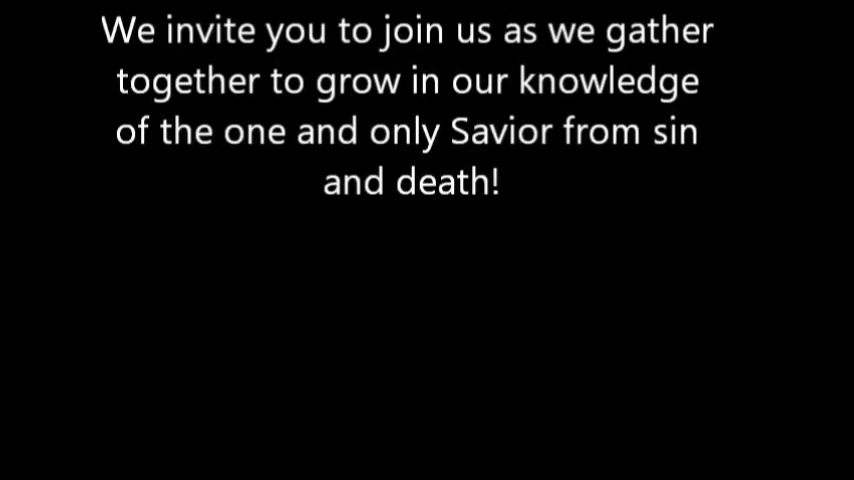 We invite you to join us as we gather
together to grow in our knowledge
of the one and only Savior from sin
and death!